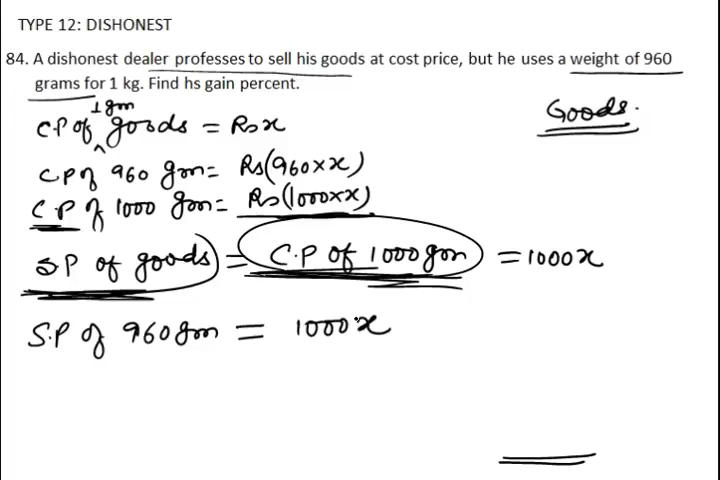 TYPE 12: DISHONEST
84. A dishonest dealer professes to sell his goods at cost price, but he uses a weight of 960
grams for 1 kg. Find hs gain percent.
Goods.
1 gm
C.P of ^ goods = Rs x
C P of 960 gm = Rs(960×x)
C.P of 1000 gm = Rs(1000×x)
S.P of goods = C.P of 1000 gm = 1000x
S.P of 960 gm = 1000x